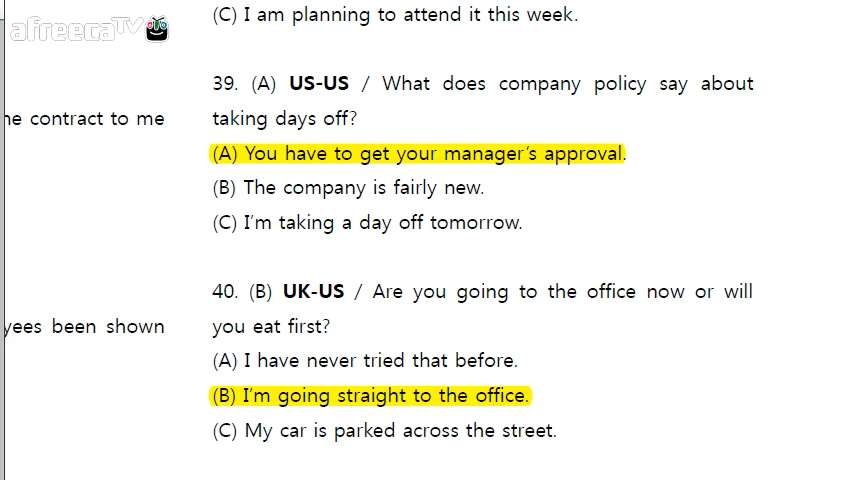 afreecaTV
(C) I am planning to attend it this week.
39. (A) US-US / What does company policy say about
taking days off?
(A) You have to get your manager's approval.
(B) The company is fairly new.
(C) I'm taking a day off tomorrow.
40. (B) UK-US / Are you going to the office now or will
you eat first?
(A) I have never tried that before.
(B) I'm going straight to the office.
(C) My car is parked across the street.
contract to me
been shown